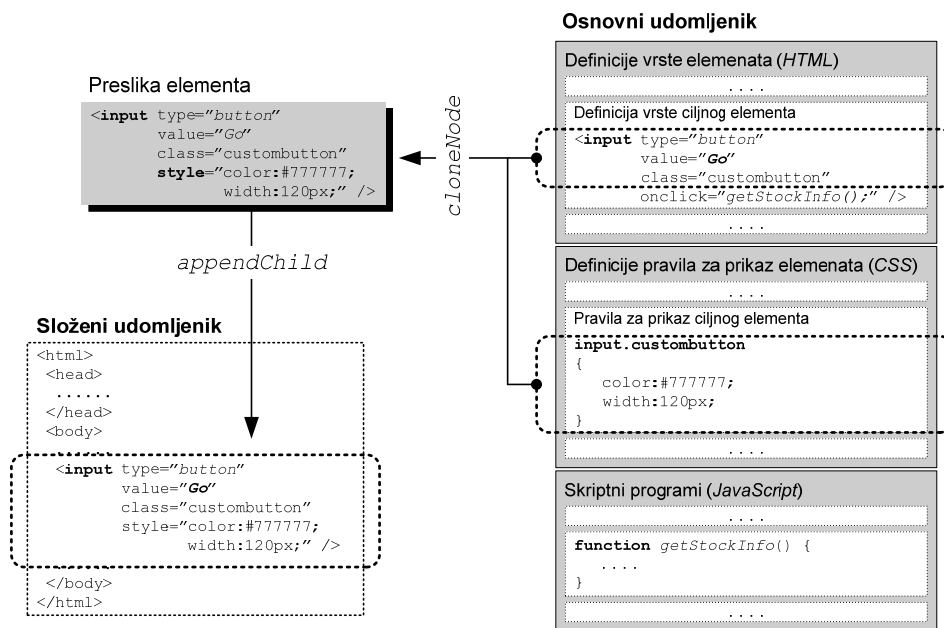 Osnovni udomljenik
Definicije vrste elemenata (HTML)
. . . .
Definicija vrste ciljnog elementa
<input type=”button”
value=”Go”
class=”custombutton”
onclick=”getStockInfo();” />
. . . .
Definicije pravila za prikaz elemenata (CSS)
. . . .
Pravila za prikaz ciljnog elementa
input.custombutton
{
color:#777777;
width:120px;
}
. . . .
Skriptni programi (JavaScript)
. . . .
function getStockInfo() {
. . . .
}
. . . .
cloneNode
Preslika elementa
<input type=”button”
value=”Go”
class=”custombutton”
style=”color:#777777;
width:120px;” />
appendChild
Složeni udomljenik
<html>
<head>
......
</head>
<body>
......
<input type=”button”
value=”Go”
class=”custombutton”
style=”color:#777777;
width:120px;” />
......
</body>
</html>